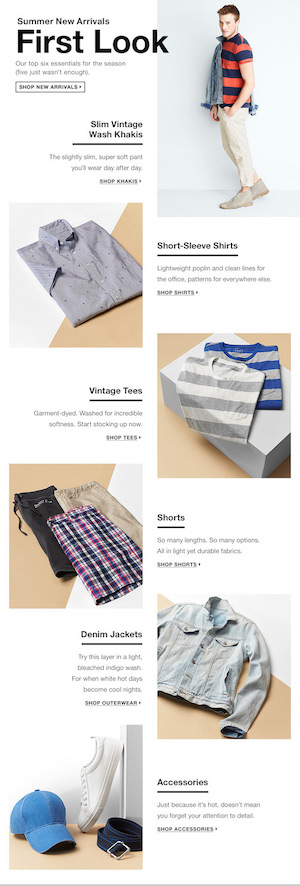 Summer New Arrivals
First Look
Our top six essentials for the season
(five just wasn't enough).
SHOP NEW ARRIVALS
Slim Vintage
Wash Khakis
The slightly slim, super soft pant
you'll wear day after day.
SHOP KHAKIS
Short-Sleeve Shirts
Lightweight poplin and clean lines for
the office, patterns for everywhere else.
SHOP SHIRTS
Vintage Tees
Garment-dyed. Washed for incredible
softness. Start stocking up now.
SHOP TEES
Shorts
So many lengths. So many options.
All in light yet durable fabrics.
SHOP SHORTS
Denim Jackets
Try this layer in a light,
bleached indigo wash.
For when white hot days
become cool nights.
SHOP OUTERWEAR
Accessories
Just because it's hot, doesn't mean
you forget your attention to detail.
SHOP ACCESSORIES